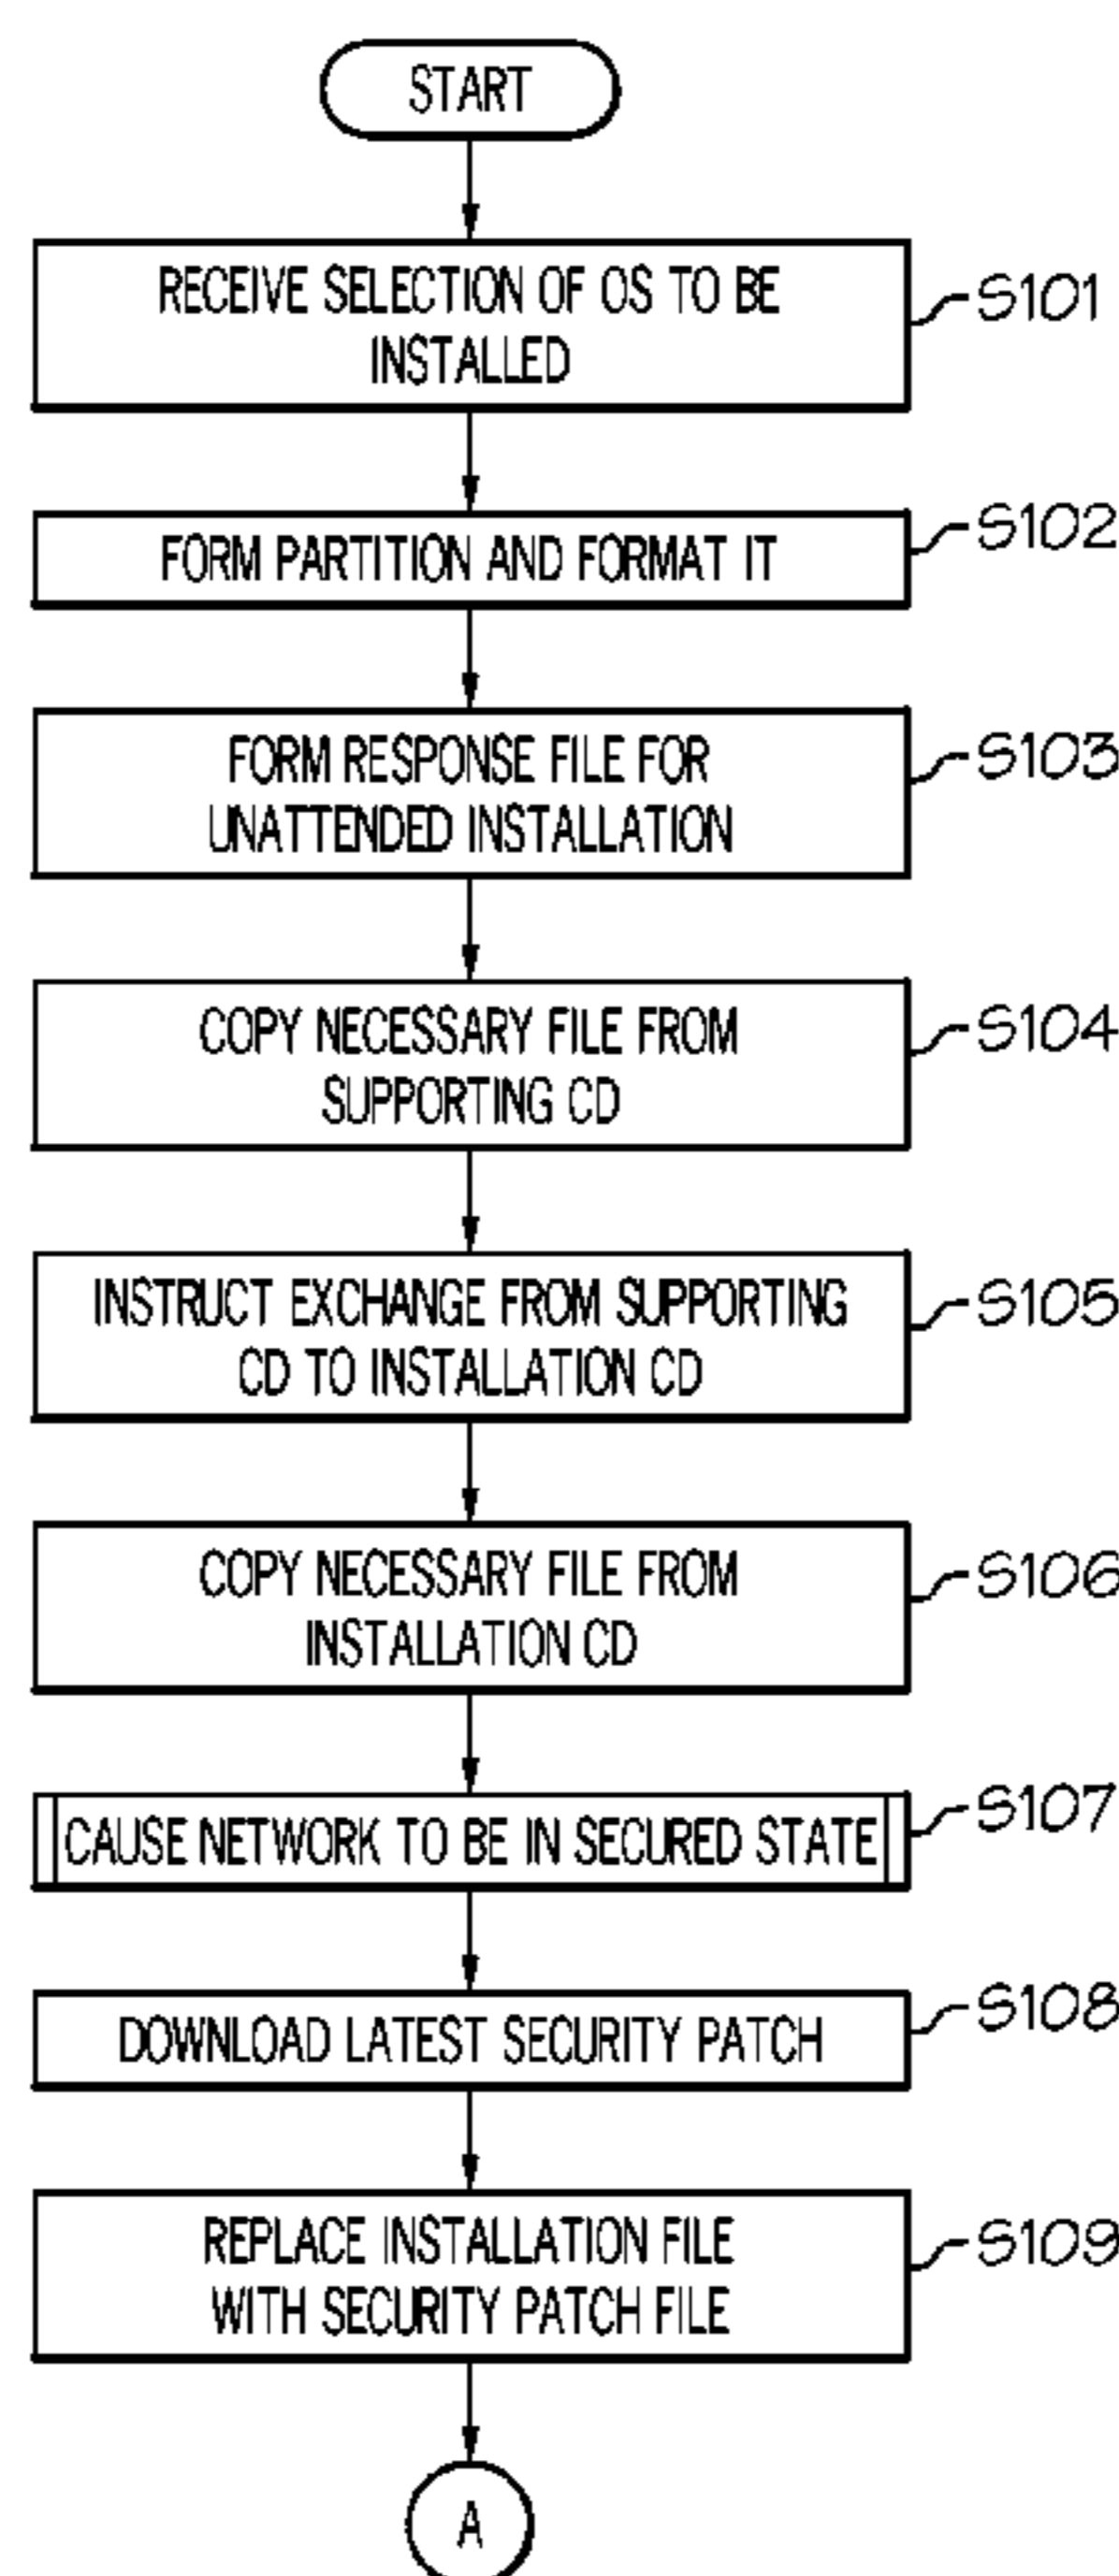 START
RECEIVE SELECTION OF OS TO BE
INSTALLED
S101
FORM PARTITION AND FORMAT IT
S102
FORM RESPONSE FILE FOR
UNATTENDED INSTALLATION
S103
COPY NECESSARY FILE FROM
SUPPORTING CD
S104
INSTRUCT EXCHANGE FROM SUPPORTING
CD TO INSTALLATION CD
S105
COPY NECESSARY FILE FROM
INSTALLATION CD
S106
CAUSE NETWORK TO BE IN SECURED STATE
S107
DOWNLOAD LATEST SECURITY PATCH
S108
REPLACE INSTALLATION FILE
WITH SECURITY PATCH FILE
S109
A